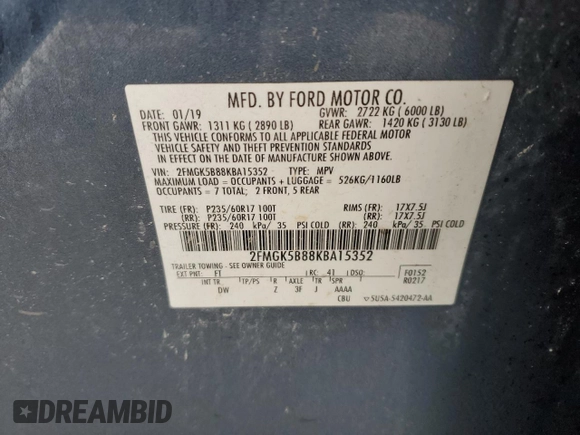 MFD. BY FORD MOTOR CO.
DATE: 01/19 GVWR: 2722 KG ( 6000 LB)
FRONT GAWR: 1311 KG ( 2890 LB) REAR GAWR: 1420 KG ( 3130 LB)
THIS VEHICLE CONFORMS TO ALL APPLICABLE FEDERAL MOTOR
VEHICLE SAFETY AND THEFT PREVENTION STANDARDS IN
EFFECT ON THE DATE OF MANUFACTURE SHOWN ABOVE.
VIN: 2FMGK5B88KBA15352 TYPE: MPV
MAXIMUM LOAD = OCCUPANTS + LUGGAGE = 526KG/1160LB
OCCUPANTS = 7 TOTAL; 2 FRONT, 5 REAR
TIRE (FR): P235/60R17 100T RIMS (FR): 17X7.5J
(RR): P235/60R17 100T (RR): 17X7.5J
PRESSURE (FR): 240 kPa/ 35 PSI COLD (RR): 240 kPa/ 35 PSI COLD
2FMGK5B88KBA15352
TRAILER TOWING - SEE OWNER GUIDE
EXT PNT: FT RC: 41 DSO: F0152
INT TR TP/PS R AXLE TR SPR R0217
DW Z 3F J AAAA
CBU 5U5A-5420472-AA
DREAMBID